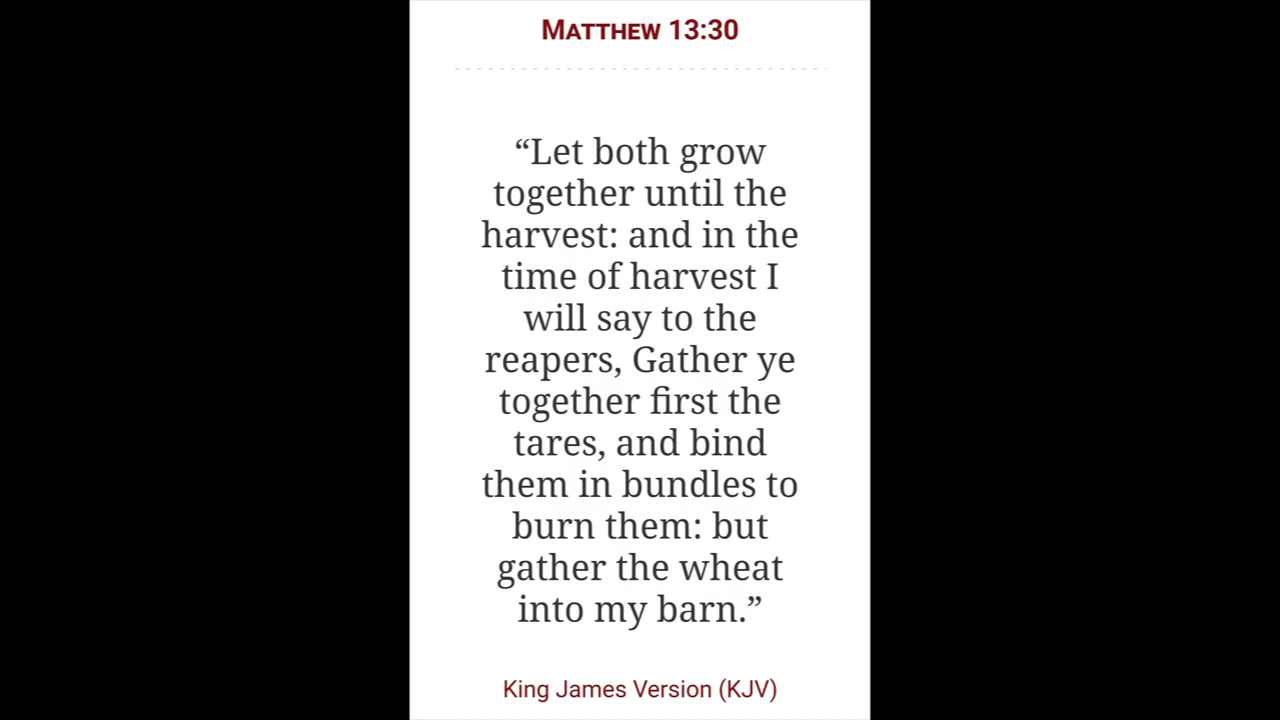 Matthew 13:30
“Let both grow
together until the
harvest: and in the
time of harvest I
will say to the
reapers, Gather ye
together first the
tares, and bind
them in bundles to
burn them: but
gather the wheat
into my barn.”
King James Version (KJV)